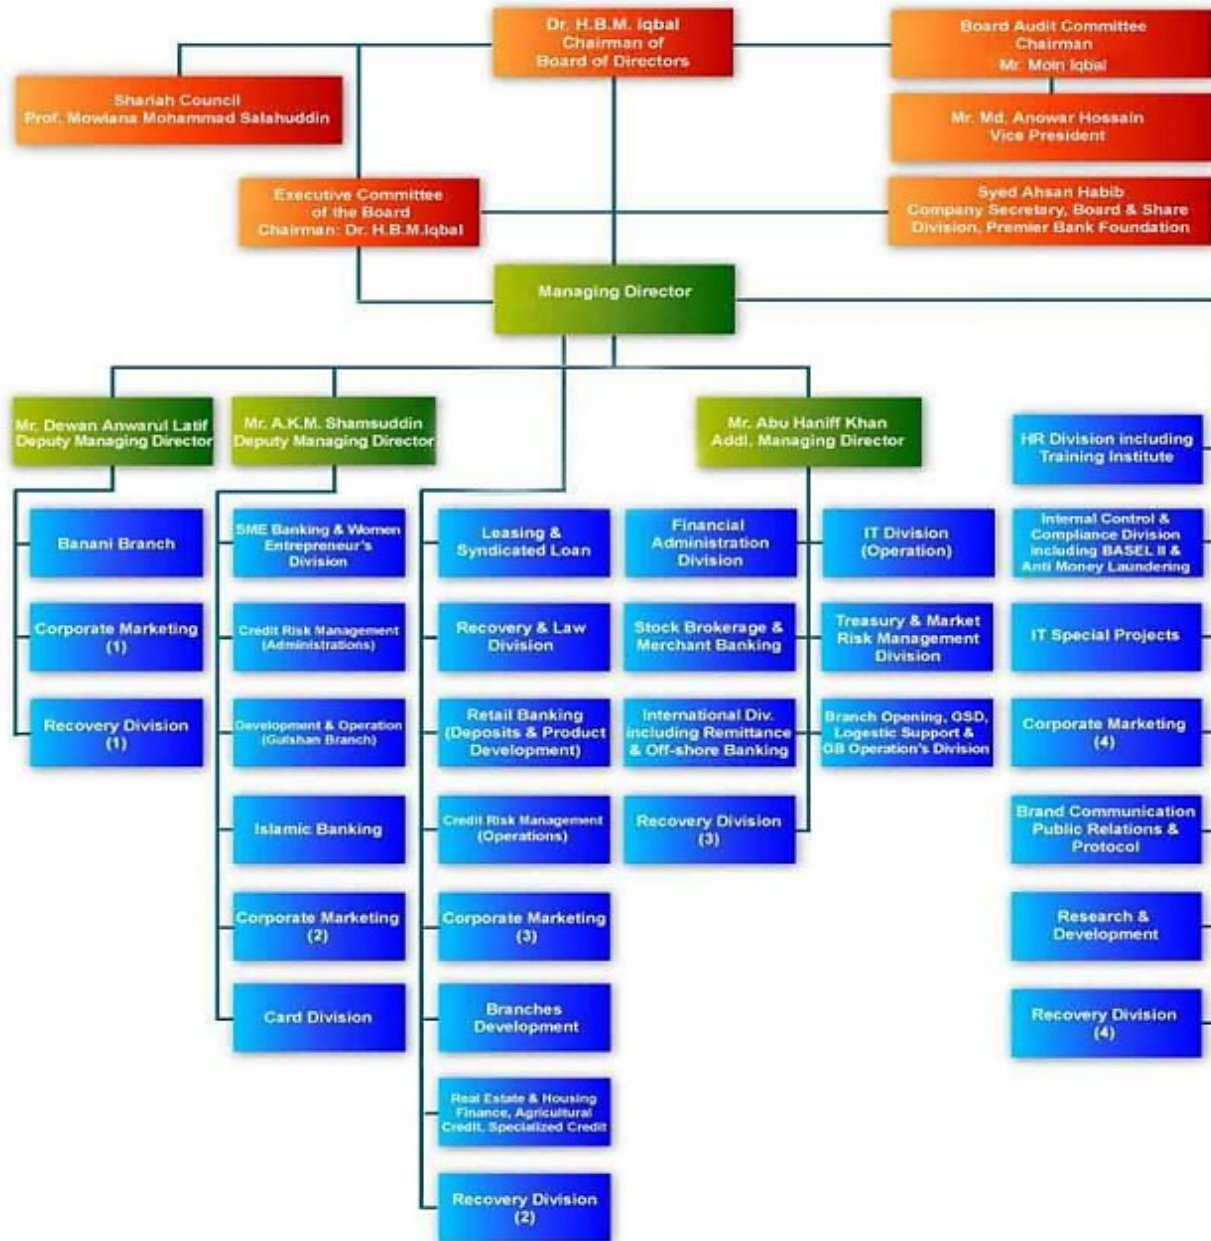 Dr. H.B.M. Iqbal
Chairman of
Board of Directors
Board Audit Committee
Chairman
Mr. Moin Iqbal
Shariah Council
Prof. Mowlana Mohammad Salahuddin
Mr. Md. Anowar Hossain
Vice President
Executive Committee
of the Board
Chairman: Dr. H.B.M.Iqbal
Syed Ahsan Habib
Company Secretary, Board & Share
Division, Premier Bank Foundation
Managing Director
Mr. Dewan Anwarul Latif
Deputy Managing Director
Mr. A.K.M. Shamsuddin
Deputy Managing Director
Mr. Abu Haniff Khan
Addl. Managing Director
HR Division including
Training Institute
Banani Branch
SME Banking & Women
Entrepreneur's
Division
Leasing &
Syndicated Loan
Financial
Administration
Division
IT Division
(Operation)
Internal Control &
Compliance Division
including BASEL II &
Anti Money Laundering
Corporate Marketing
(1)
Credit Risk Management
(Administrations)
Recovery & Law
Division
Stock Brokerage &
Merchant Banking
Treasury & Market
Risk Management
Division
IT Special Projects
Recovery Division
(1)
Development & Operation
(Gulshan Branch)
Retail Banking
(Deposits & Product
Development)
International Div.
including Remittance
& Off-shore Banking
Branch Opening, GSD,
Logestic Support &
GB Operation's Division
Corporate Marketing
(4)
Islamic Banking
Credit Risk Management
(Operations)
Recovery Division
(3)
Brand Communication
Public Relations &
Protocol
Corporate Marketing
(2)
Corporate Marketing
(3)
Research &
Development
Card Division
Branches
Development
Recovery Division
(4)
Real Estate & Housing
Finance, Agricultural
Credit, Specialized Credit
Recovery Division
(2)